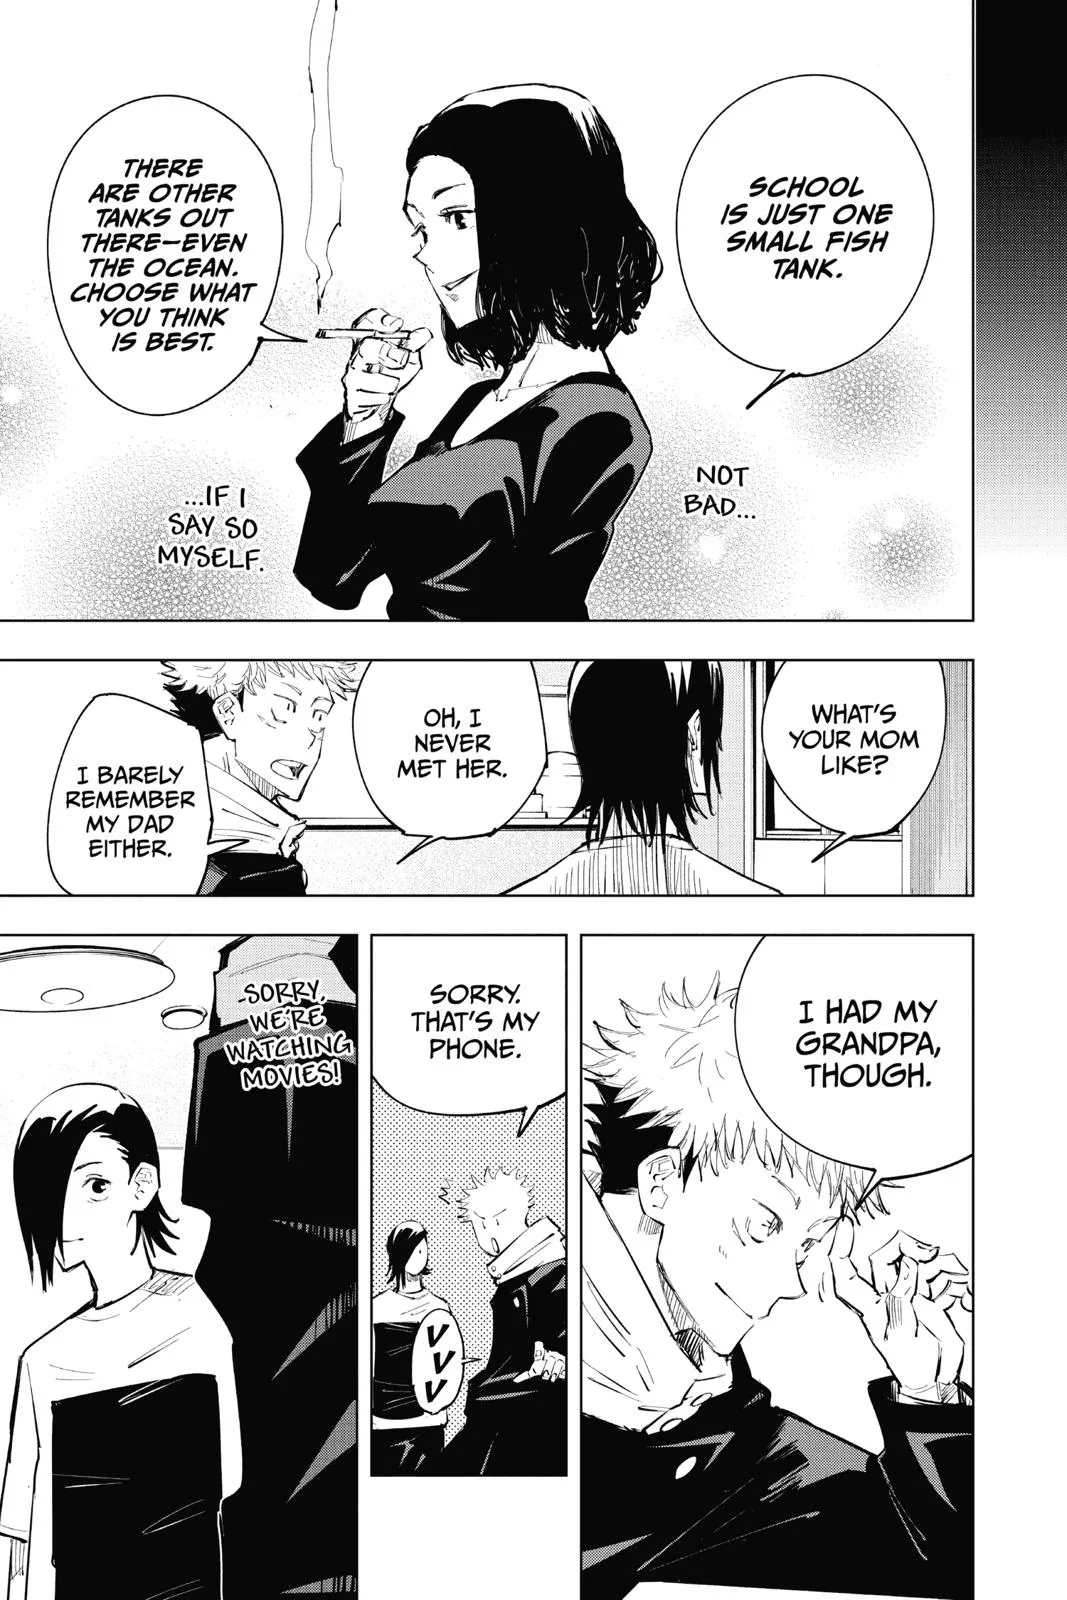 SCHOOL
IS JUST ONE
SMALL FISH
TANK.
THERE
ARE OTHER
TANKS OUT
THERE—EVEN
THE OCEAN.
CHOOSE WHAT
YOU THINK
IS BEST.
NOT
BAD...
...IF I
SAY SO
MYSELF.
WHAT'S
YOUR MOM
LIKE?
OH, I
NEVER
MET HER.
I BARELY
REMEMBER
MY DAD
EITHER.
I HAD MY
GRANDPA,
THOUGH.
SORRY.
THAT'S MY
PHONE.
VVV
SORRY,
WE'RE
WATCHING
MOVIES!